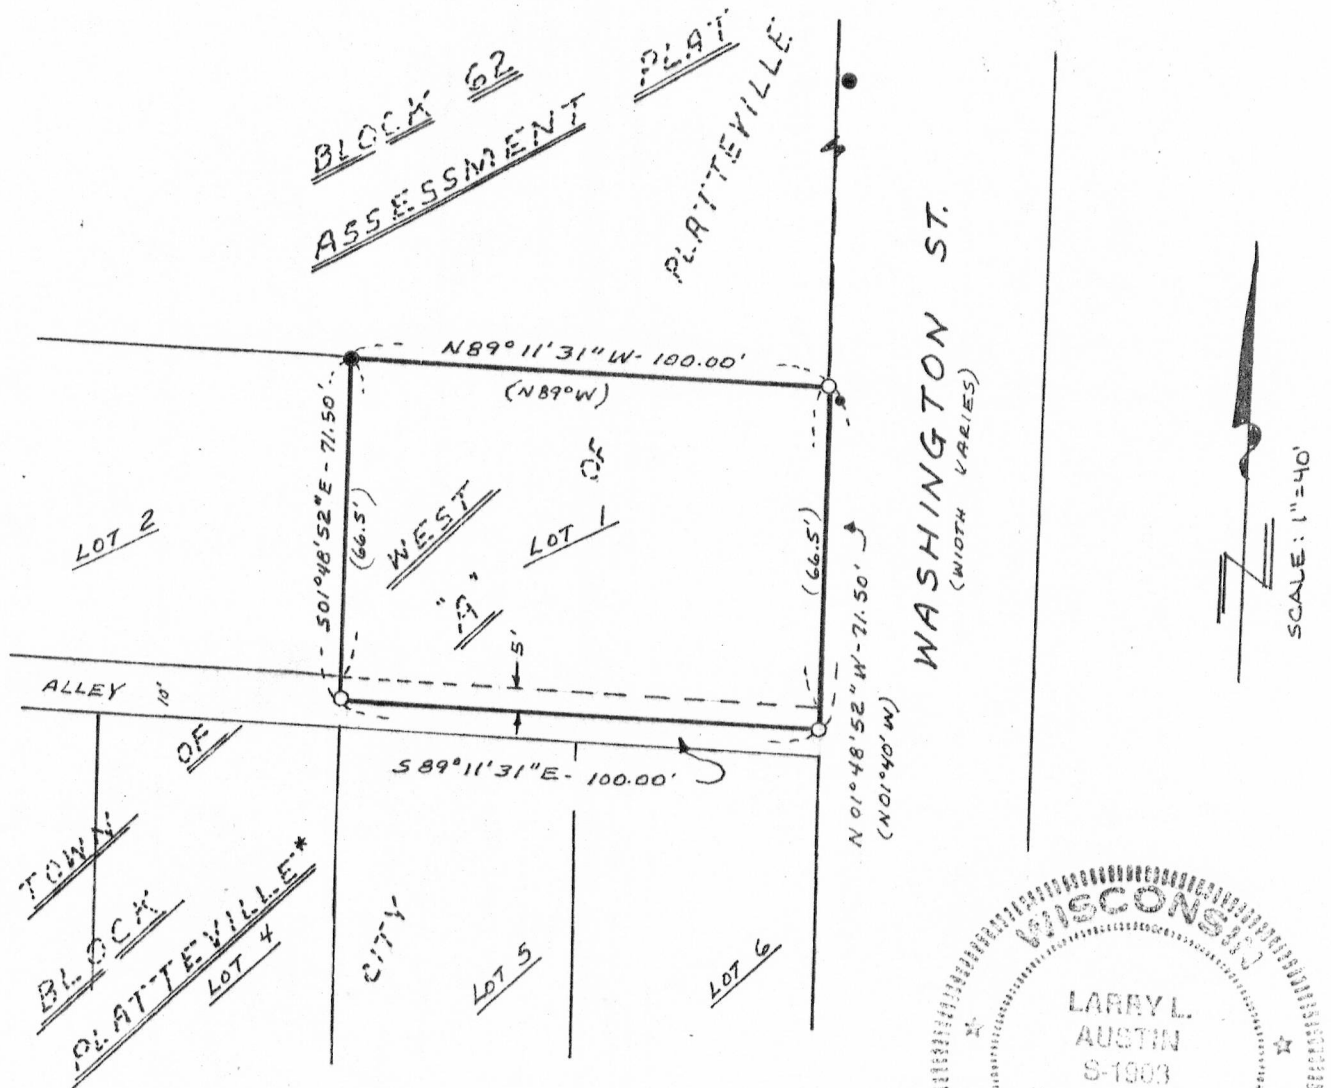 BLOCK 62
ASSESSMENT PLAT
PLATTEVILLE
N89°11'31"W - 100.00'
(N89°W)
S01°48'52"E - 71.50'
(66.5')
WEST
"A"
LOT 1
OF
(66.5')
N01°48'52"W - 71.50'
(N01°40'W)
WASHINGTON ST.
(WIDTH VARIES)
SCALE: 1"=40'
LOT 2
5'
ALLEY 10'
S89°11'31"E - 100.00'
OF
TOWN
BLOCK
PLATTEVILLE*
LOT 4
CITY
LOT 5
LOT 6
WISCONSIN
LARRY L.
AUSTIN
S-1903